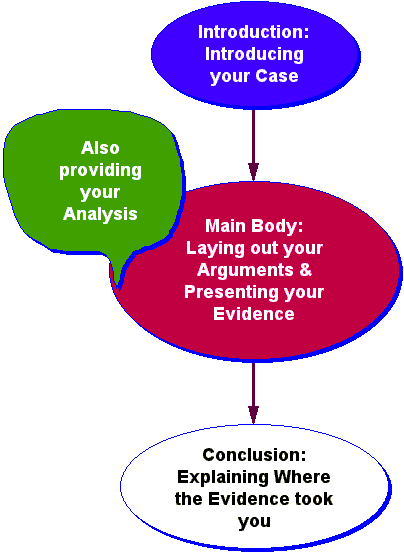 Introduction:
Introducing
your Case
Also
providing
your
Analysis
Main Body:
Laying out your
Arguments &
Presenting your
Evidence
Conclusion:
Explaining Where
the Evidence took
you